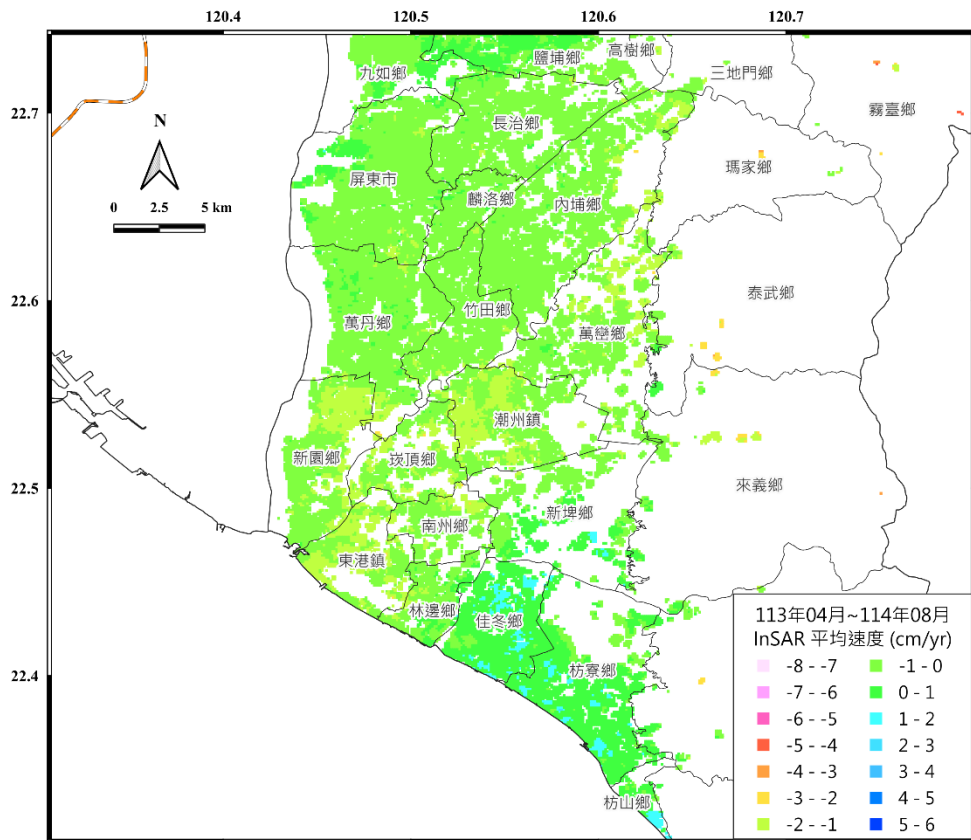 120.4 120.5 120.6 120.7
高樹鄉
鹽埔鄉
九如鄉 三地門鄉
22.7
霧臺鄉
長治鄉
N
瑪家鄉
屏東市
麟洛鄉
內埔鄉
0 2.5 5 km
泰武鄉
22.6
竹田鄉
萬丹鄉
萬巒鄉
潮州鎮
新園鄉
崁頂鄉
22.5
來義鄉
新埤鄉
南州鄉
東港鎮
林邊鄉
佳冬鄉
枋寮鄉
22.4
枋山鄉
113年04月~114年08月
InSAR 平均速度 (cm/yr)
-8 - -7 -1 - 0
-7 - -6 0 - 1
-6 - -5 1 - 2
-5 - -4 2 - 3
-4 - -3 3 - 4
-3 - -2 4 - 5
-2 - -1 5 - 6